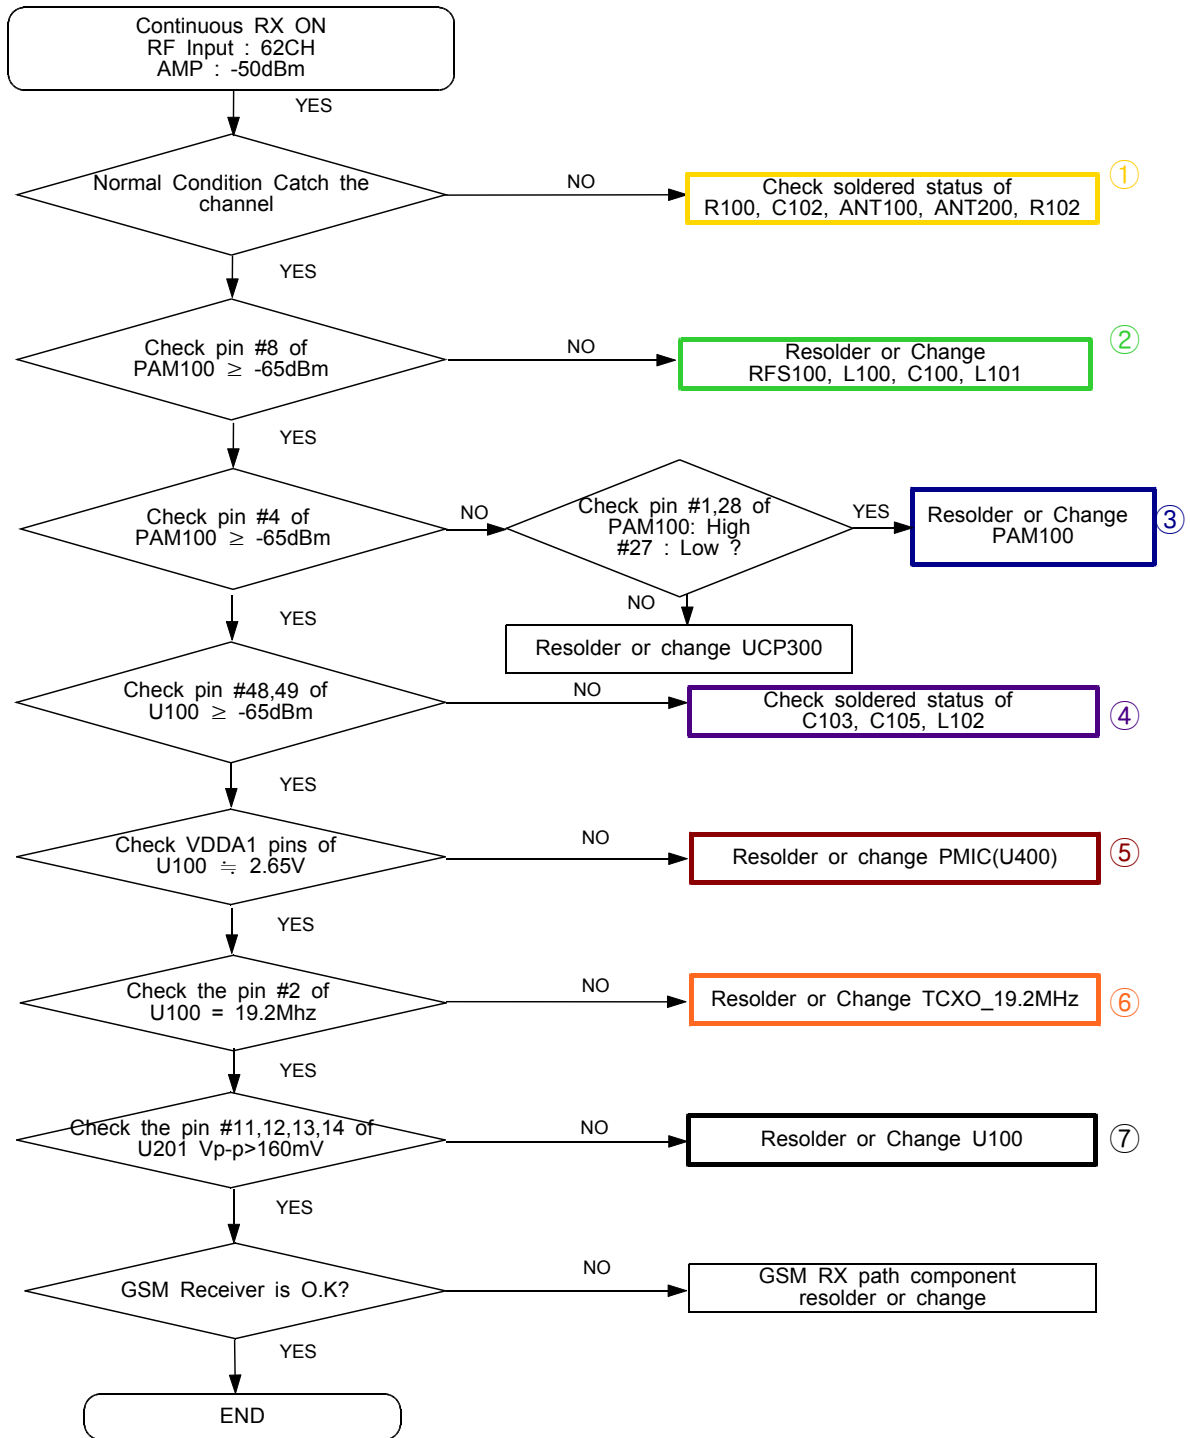 Continuous RX ON
RF Input : 62CH
AMP : -50dBm
YES
Normal Condition Catch the
channel
NO
Check soldered status of
R100, C102, ANT100, ANT200, R102
①
YES
Check pin #8 of
PAM100 ≥ -65dBm
NO
Resolder or Change
RFS100, L100, C100, L101
②
YES
Check pin #4 of
PAM100 ≥ -65dBm
NO
Check pin #1,28 of
PAM100: High
#27 : Low ?
YES
Resolder or Change
PAM100
③
NO
Resolder or change UCP300
YES
Check pin #48,49 of
U100 ≥ -65dBm
NO
Check soldered status of
C103, C105, L102
④
YES
Check VDDA1 pins of
U100 ≒ 2.65V
NO
Resolder or change PMIC(U400)
⑤
YES
Check the pin #2 of
U100 = 19.2Mhz
NO
Resolder or Change TCXO_19.2MHz
⑥
YES
Check the pin #11,12,13,14 of
U201 Vp-p>160mV
NO
Resolder or Change U100
⑦
YES
GSM Receiver is O.K?
NO
GSM RX path component
resolder or change
YES
END